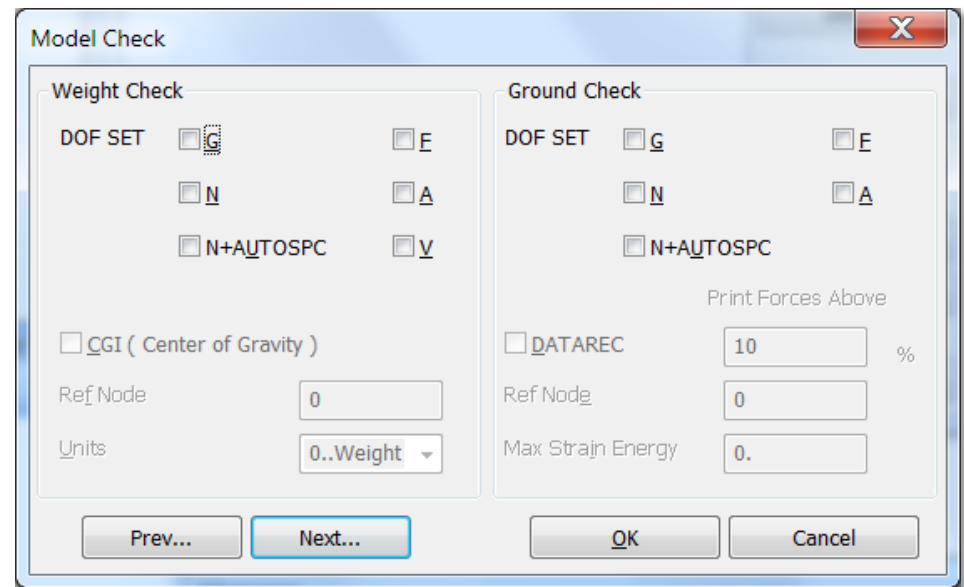 Model Check
Weight Check
DOF SET G F
N A
N+AUTOSPC V
CGI ( Center of Gravity )
Ref Node 0
Units 0..Weight
Ground Check
DOF SET G F
N A
N+AUTOSPC
Print Forces Above
DATAREC 10 %
Ref Node 0
Max Strain Energy 0.
Prev... Next... OK Cancel